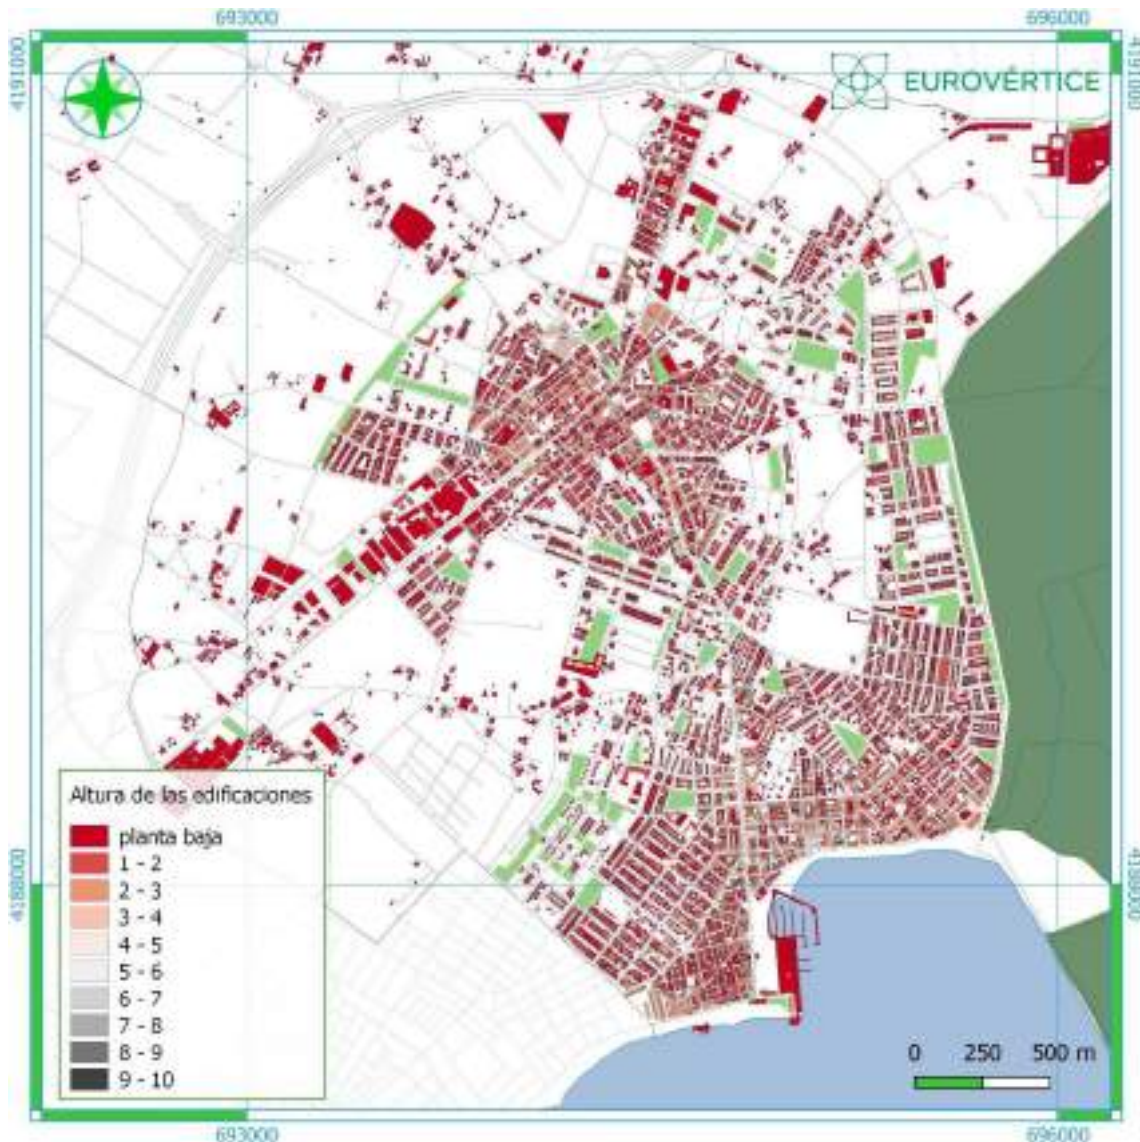 693000
696000
4191000
4191000
EUROVÉRTICE
Altura de las edificaciones
planta baja
1 - 2
2 - 3
3 - 4
4 - 5
5 - 6
6 - 7
7 - 8
8 - 9
9 - 10
4188000
4188000
0 250 500 m
693000
696000